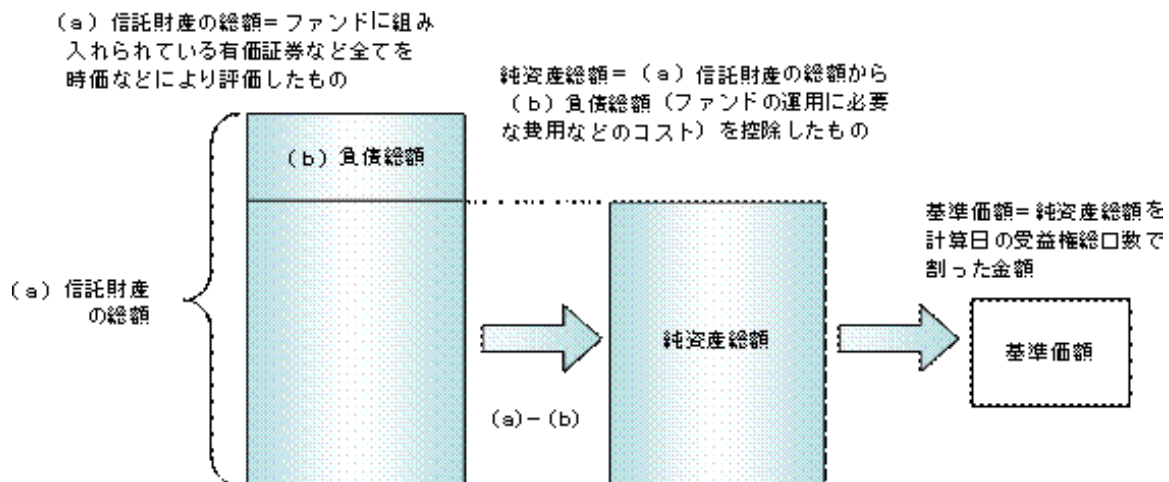 (a) 信託財産の総額=ファンドに組み
入れられている有価証券など全てを
時価などにより評価したもの
純資産総額=(a) 信託財産の総額から
(b) 負債総額(ファンドの運用に必要
な費用などのコスト)を控除したもの
(b) 負債総額
基準価額=純資産総額を
計算日の受益権総口数で
割った金額
(a) 信託財産
の総額
純資産総額
基準価額
(a)-(b)